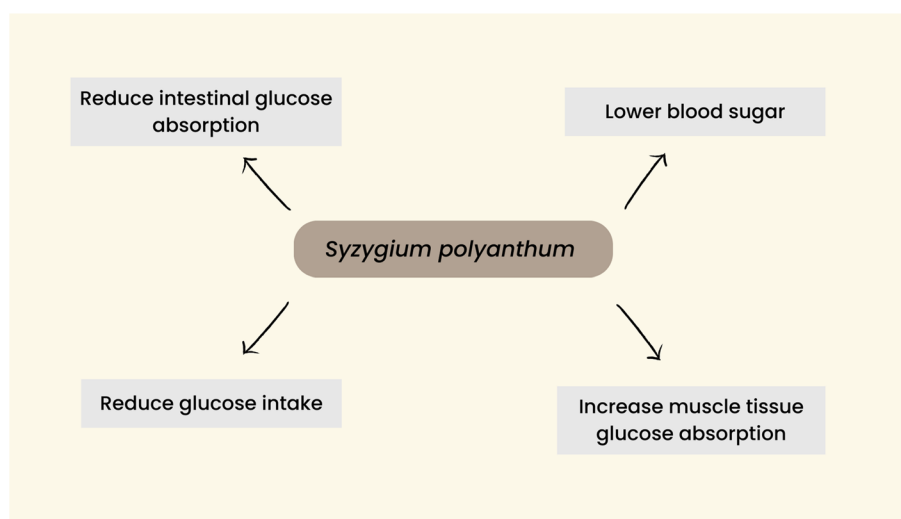 Reduce intestinal glucose
absorption
Lower blood sugar
Syzygium polyanthum
Reduce glucose intake
Increase muscle tissue
glucose absorption